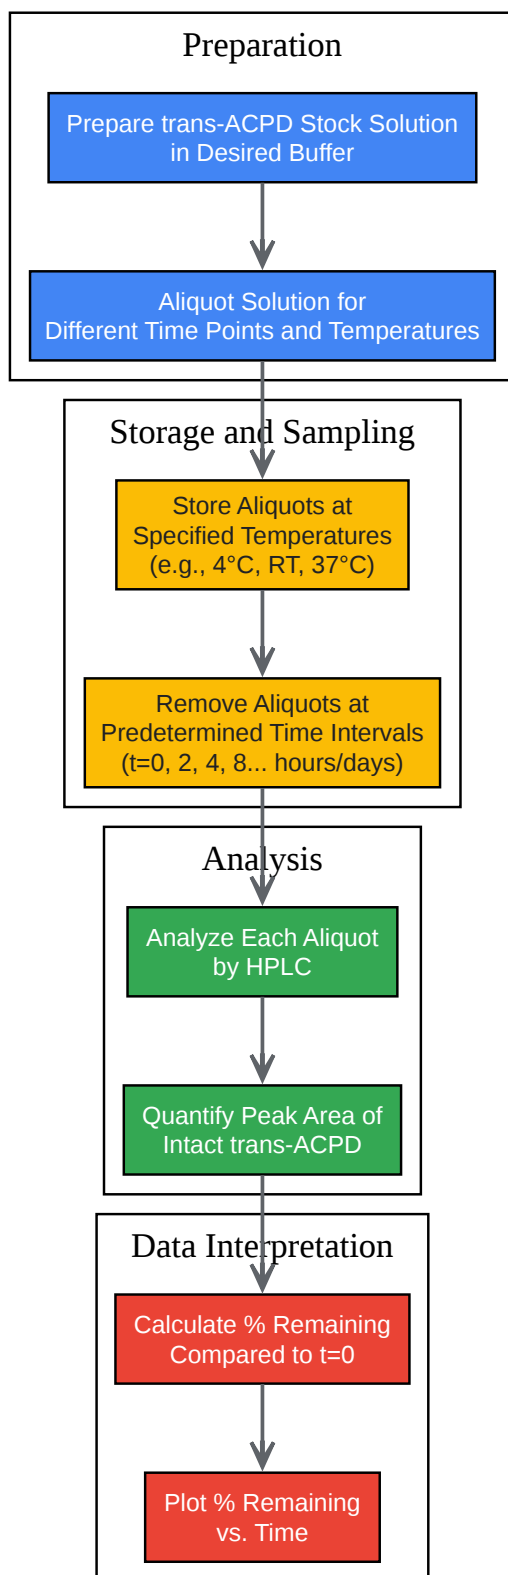 Preparation
Prepare trans-ACPD Stock Solution
in Desired Buffer
Aliquot Solution for
Different Time Points and Temperatures
Storage and Sampling
Store Aliquots at
Specified Temperatures
(e.g., 4°C, RT, 37°C)
Remove Aliquots at
Predetermined Time Intervals
(t=0, 2, 4, 8... hours/days)
Analysis
Analyze Each Aliquot
by HPLC
Quantify Peak Area of
Intact trans-ACPD
Data Interpretation
Calculate % Remaining
Compared to t=0
Plot % Remaining
vs. Time